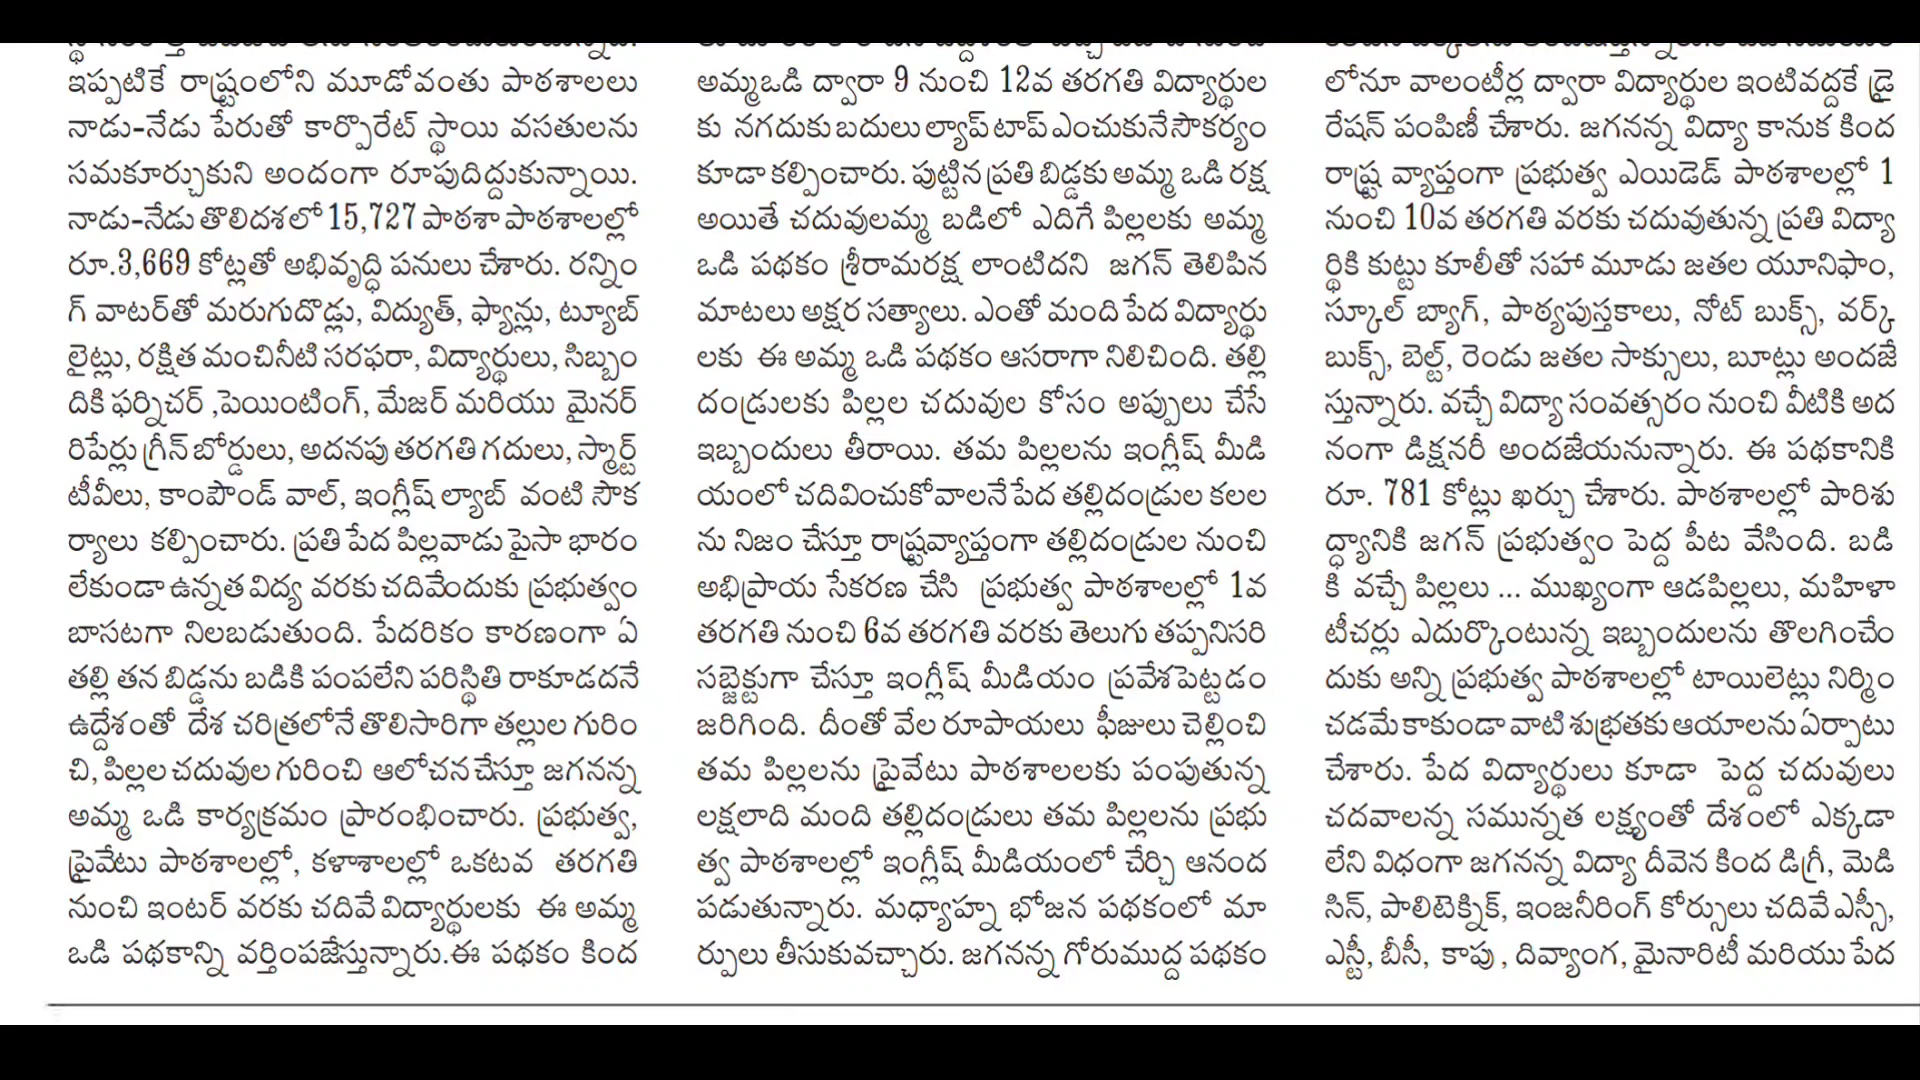 ఇప్పటికే రాష్ట్రంలోని మూడోవంతు పాఠశాలలు
నాడు-నేడు పేరుతో కార్పొరేట్ స్థాయి వసతులను
సమకూర్చుకుని అందంగా రూపుదిద్దుకున్నాయి.
నాడు-నేడు తొలిదశలో 15,727 పాఠశా పాఠశాలల్లో
రూ.3,669 కోట్లతో అభివృద్ధి పనులు చేశారు. రన్నిం
గ్ వాటర్‌తో మరుగుదొడ్లు, విద్యుత్, ఫ్యాన్లు, ట్యూబ్
లైట్లు, రక్షిత మంచినీటి సరఫరా, విద్యార్థులు, సిబ్బం
దికి ఫర్నిచర్ ,పెయింటింగ్, మేజర్ మరియు మైనర్
రిపేర్లు గ్రీన్ బోర్డులు, అదనపు తరగతి గదులు, స్మార్ట్
టీవీలు, కాంపౌండ్ వాల్, ఇంగ్లీష్ ల్యాబ్ వంటి సౌక
ర్యాలు కల్పించారు. ప్రతి పేద పిల్లవాడు పైసా భారం
లేకుండా ఉన్నత విద్య వరకు చదివేందుకు ప్రభుత్వం
బాసటగా నిలబడుతుంది. పేదరికం కారణంగా ఏ
తల్లి తన బిడ్డను బడికి పంపలేని పరిస్థితి రాకూడదనే
ఉద్దేశంతో దేశ చరిత్రలోనే తొలిసారిగా తల్లుల గురిం
చి, పిల్లల చదువుల గురించి ఆలోచన చేస్తూ జగనన్న
అమ్మ ఒడి కార్యక్రమం ప్రారంభించారు. ప్రభుత్వ,
ప్రైవేటు పాఠశాలల్లో, కళాశాలల్లో ఒకటవ తరగతి
నుంచి ఇంటర్ వరకు చదివే విద్యార్థులకు ఈ అమ్మ
ఒడి పథకాన్ని వర్తింపజేస్తున్నారు.ఈ పథకం కింద
అమ్మఒడి ద్వారా 9 నుంచి 12వ తరగతి విద్యార్థుల
కు నగదుకు బదులు ల్యాప్‌టాప్ ఎంచుకునే సౌకర్యం
కూడా కల్పించారు. పుట్టిన ప్రతి బిడ్డకు అమ్మ ఒడి రక్ష
అయితే చదువులమ్మ బడిలో ఎదిగే పిల్లలకు అమ్మ
ఒడి పథకం శ్రీరామరక్ష లాంటిదని జగన్ తెలిపిన
మాటలు అక్షర సత్యాలు. ఎంతో మంది పేద విద్యార్థు
లకు ఈ అమ్మ ఒడి పథకం ఆసరాగా నిలిచింది. తల్లి
దండ్రులకు పిల్లల చదువుల కోసం అప్పులు చేసే
ఇబ్బందులు తీరాయి. తమ పిల్లలను ఇంగ్లీష్ మీడి
యంలో చదివించుకోవాలనే పేద తల్లిదండ్రుల కలల
ను నిజం చేస్తూ రాష్ట్రవ్యాప్తంగా తల్లిదండ్రుల నుంచి
అభిప్రాయ సేకరణ చేసి ప్రభుత్వ పాఠశాలల్లో 1వ
తరగతి నుంచి 6వ తరగతి వరకు తెలుగు తప్పనిసరి
సబ్జెక్టుగా చేస్తూ ఇంగ్లీష్ మీడియం ప్రవేశపెట్టడం
జరిగింది. దీంతో వేల రూపాయలు ఫీజులు చెల్లించి
తమ పిల్లలను ప్రైవేటు పాఠశాలలకు పంపుతున్న
లక్షలాది మంది తల్లిదండ్రులు తమ పిల్లలను ప్రభు
త్వ పాఠశాలల్లో ఇంగ్లీష్ మీడియంలో చేర్చి ఆనంద
పడుతున్నారు. మధ్యాహ్న భోజన పథకంలో మా
ర్పులు తీసుకువచ్చారు. జగనన్న గోరుముద్ద పథకం
లోనూ వాలంటీర్ల ద్వారా విద్యార్థుల ఇంటివద్దకే డ్రై
రేషన్ పంపిణీ చేశారు. జగనన్న విద్యా కానుక కింద
రాష్ట్ర వ్యాప్తంగా ప్రభుత్వ ఎయిడెడ్ పాఠశాలల్లో 1
నుంచి 10వ తరగతి వరకు చదువుతున్న ప్రతి విద్యా
ర్థికి కుట్టు కూలీతో సహా మూడు జతల యూనిఫాం,
స్కూల్ బ్యాగ్, పాఠ్యపుస్తకాలు, నోట్ బుక్స్, వర్క్
బుక్స్, బెల్ట్, రెండు జతల సాక్సులు, బూట్లు అందజే
స్తున్నారు. వచ్చే విద్యా సంవత్సరం నుంచి వీటికి అద
నంగా డిక్షనరీ అందజేయనున్నారు. ఈ పథకానికి
రూ. 781 కోట్లు ఖర్చు చేశారు. పాఠశాలల్లో పారిశు
ద్ధ్యానికి జగన్ ప్రభుత్వం పెద్ద పీట వేసింది. బడి
కి వచ్చే పిల్లలు ... ముఖ్యంగా ఆడపిల్లలు, మహిళా
టీచర్లు ఎదుర్కొంటున్న ఇబ్బందులను తొలగించేం
దుకు అన్ని ప్రభుత్వ పాఠశాలల్లో టాయిలెట్లు నిర్మిం
చడమే కాకుండా వాటి శుభ్రతకు ఆయాలను ఏర్పాటు
చేశారు. పేద విద్యార్థులు కూడా పెద్ద చదువులు
చదవాలన్న సమున్నత లక్ష్యంతో దేశంలో ఎక్కడా
లేని విధంగా జగనన్న విద్యా దీవెన కింద డిగ్రీ, మెడి
సిన్, పాలిటెక్నిక్, ఇంజనీరింగ్ కోర్సులు చదివే ఎస్సీ,
ఎస్టీ, బీసీ, కాపు , దివ్యాంగ, మైనారిటీ మరియు పేద